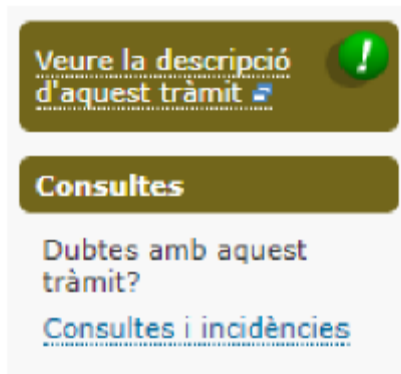 Veure la descripció
d'aquest tràmit
Consultes
Dubtes amb aquest
tràmit?
Consultes i incidències